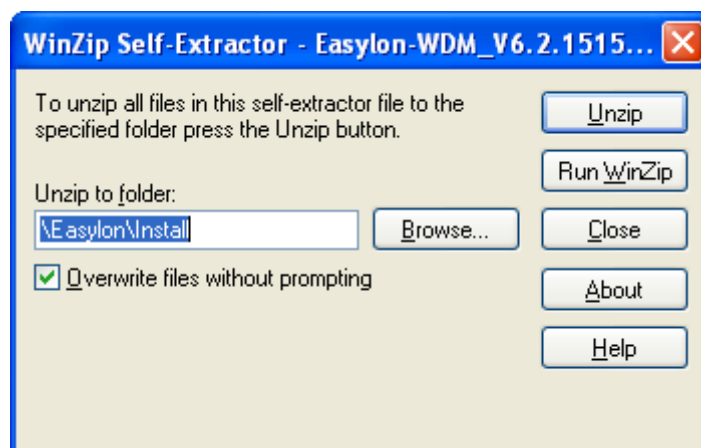 WinZip Self-Extractor - Easylon-WDM_V6.2.1515...
To unzip all files in this self-extractor file to the
specified folder press the Unzip button.
Unzip to folder:
\Easylon\Install
Browse...
Overwrite files without prompting
Unzip
Run WinZip
Close
About
Help